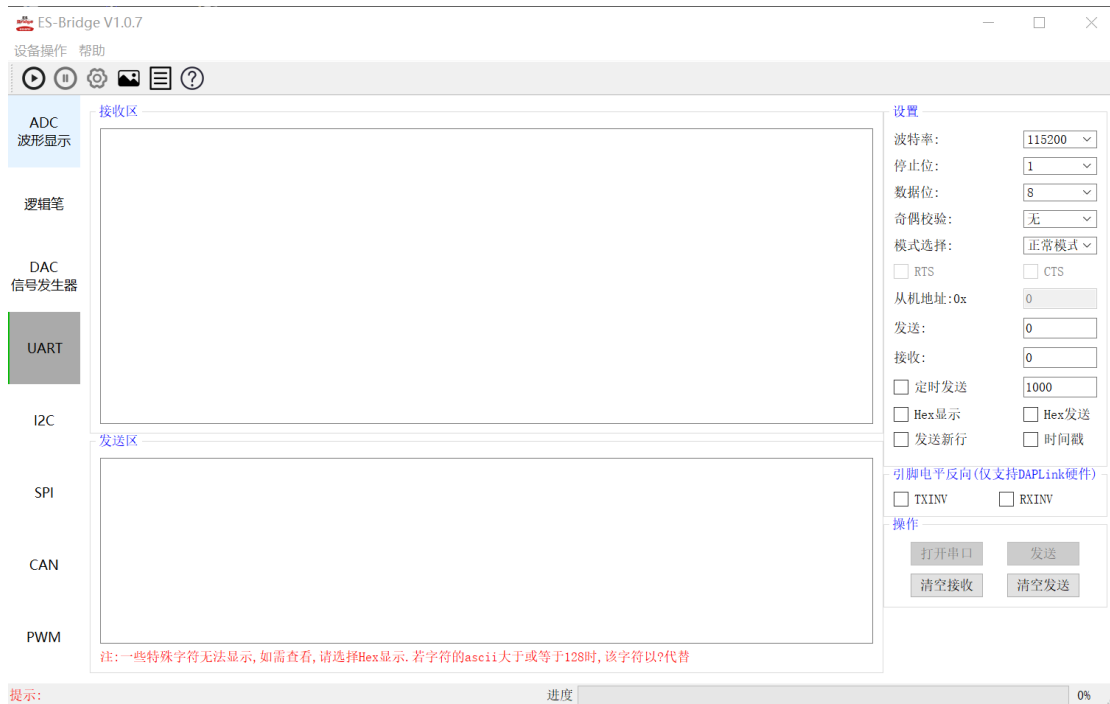 ES-Bridge V1.0.7
设备操作 帮助
ADC
波形显示
逻辑笔
DAC
信号发生器
UART
I2C
SPI
CAN
PWM
接收区
发送区
注:一些特殊字符无法显示,如需查看,请选择Hex显示.若字符的ascii大于或等于128时,该字符以?代替
设置
波特率: 115200
停止位: 1
数据位: 8
奇偶校验: 无
模式选择: 正常模式
RTS CTS
从机地址:0x 0
发送: 0
接收: 0
定时发送 1000
Hex显示 Hex发送
发送新行 时间戳
引脚电平反向(仅支持DAPLink硬件)
TXINV RXINV
操作
打开串口 发送
清空接收 清空发送
提示: 进度 0%